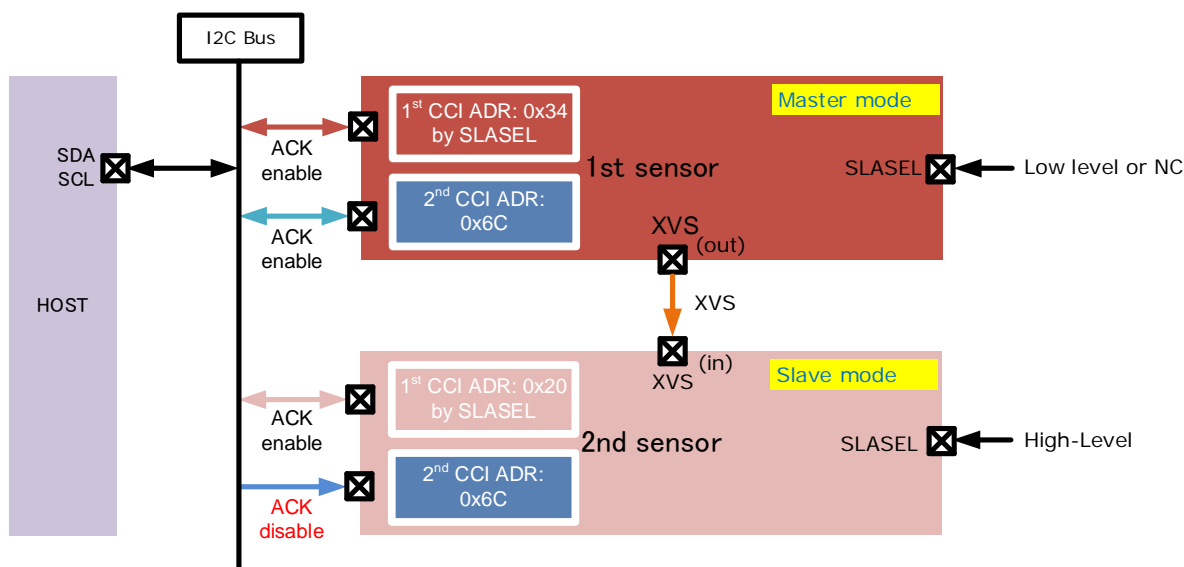 I2C Bus
HOST
SDA
SCL
ACK
enable
1st CCI ADR: 0x34
by SLASEL
Master mode
1st sensor
SLASEL
Low level or NC
ACK
enable
2nd CCI ADR:
0x6C
XVS
(out)
XVS
(in)
XVS
Slave mode
ACK
enable
1st CCI ADR: 0x20
by SLASEL
2nd sensor
SLASEL
High-Level
ACK
disable
2nd CCI ADR:
0x6C